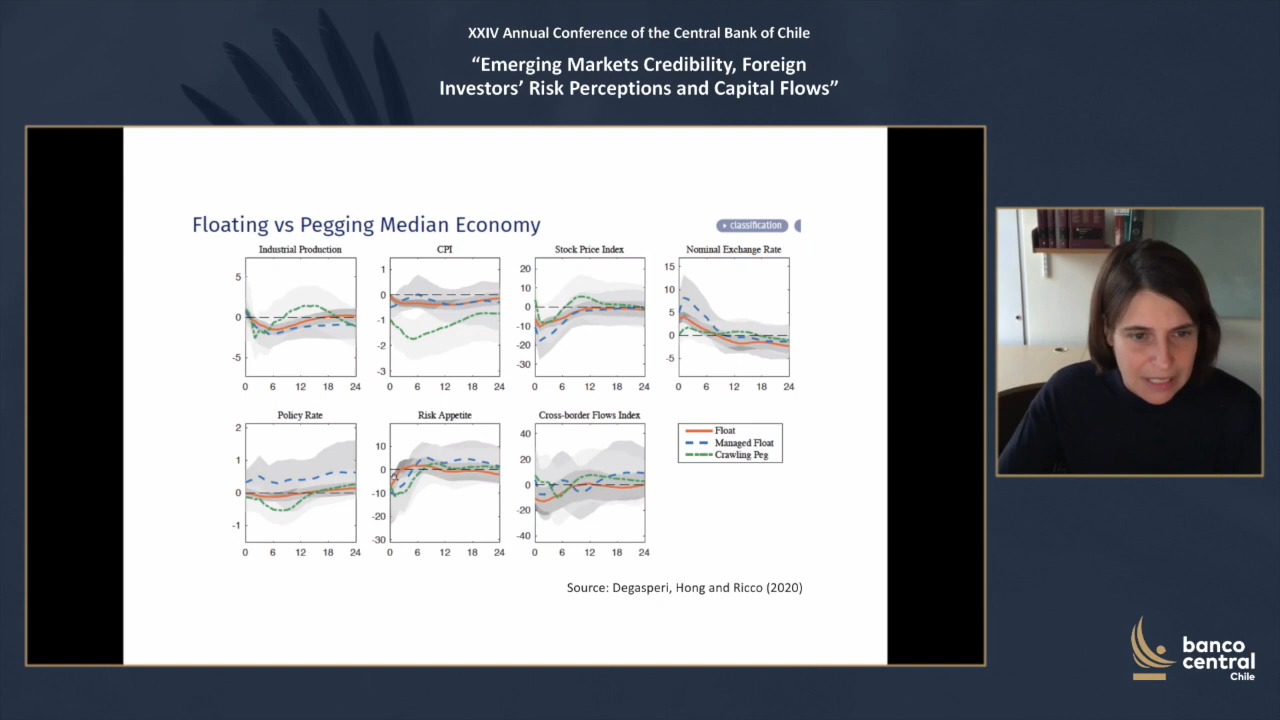 XXIV Annual Conference of the Central Bank of Chile
“Emerging Markets Credibility, Foreign
Investors’ Risk Perceptions and Capital Flows”
Floating vs Pegging Median Economy
classification
Industrial Production
CPI
Stock Price Index
Nominal Exchange Rate
5
0
-5
0 6 12 18 24
1
0
-1
-2
-3
0 6 12 18 24
20
10
0
-10
-20
-30
0 6 12 18 24
15
10
5
0
-5
0 6 12 18 24
Policy Rate
Risk Appetite
Cross-border Flows Index
2
1
0
-1
0 6 12 18 24
10
0
-10
-20
-30
0 6 12 18 24
40
20
0
-20
-40
0 6 12 18 24
Float
Managed Float
Crawling Peg
Source: Degasperi, Hong and Ricco (2020)
banco
central
Chile